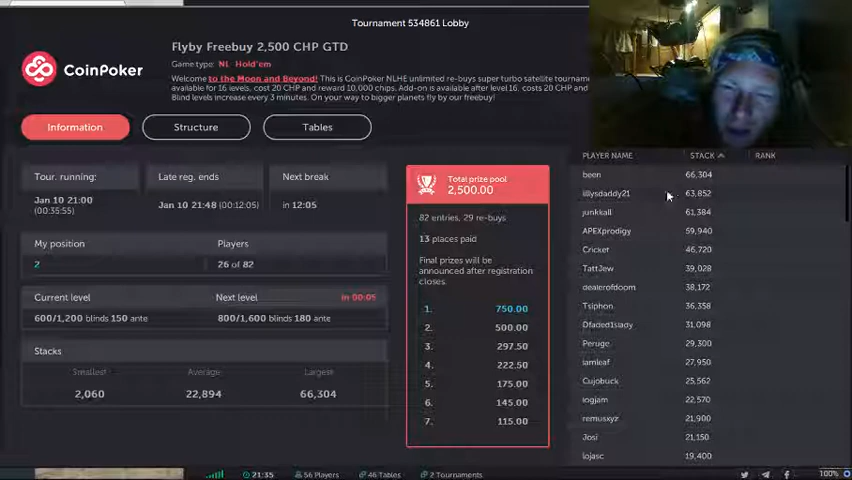 Tournament 534861 Lobby
CoinPoker
Flyby Freebuy 2,500 CHP GTD
Game type: NL Hold'em
Welcome to the Moon and Beyond! This is CoinPoker NLHE unlimited re-buys super turbo satellite tourname
available for 16 levels, cost 20 CHP and reward 10,000 chips. Add-on is available after level 16, costs 20 CHP and
Blind levels increase every 3 minutes. On your way to bigger planets fly by our freebuy!
Information
Structure
Tables
Tour. running:
Jan 10 21:00
(00:35:55)
Late reg. ends
Jan 10 21:48 (00:12:05)
Next break
in 12:05
My position
2
Players
26 of 82
Current level
600/1,200 blinds 150 ante
Next level
in 00:05
800/1,600 blinds 180 ante
Stacks
Smallest
Average
Largest
2,060
22,894
66,304
Total prize pool
2,500.00
82 entries, 29 re-buys
13 places paid
Final prizes will be
announced after registration
closes.
1. 750.00
2. 500.00
3. 297.50
4. 222.50
5. 175.00
6. 145.00
7. 115.00
PLAYER NAME STACK RANK
been 66,304
lillysdaddy21 63,852
junkkall 61,384
APEXprodigy 59,940
Cricket 46,720
TattJew 39,028
dealerofdoom 38,172
Tsiphon 36,358
Dfaded1slady 31,098
Peruge 29,300
iamleaf 27,950
Cujobuck 25,562
logjam 22,570
remusxyz 21,900
Josi 21,150
lojasc 19,400
21:35
56 Players
46 Tables
2 Tournaments
100%